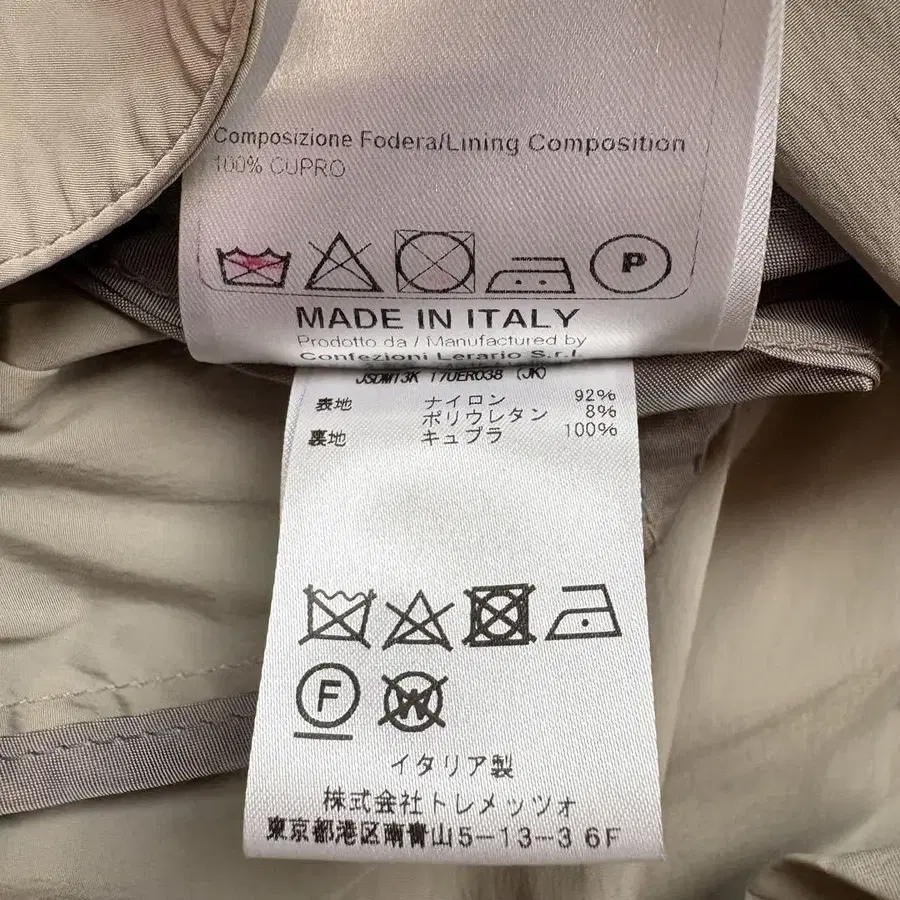 Composizione Fodera/Lining Composition
100% CUPRO
P
MADE IN ITALY
Prodotto da / Manufactured by
Confezioni Lerario S.r.l.
JSDM13K 170ER038 (JK)
表地 ナイロン 92%
ポリウレタン 8%
裏地 キュプラ 100%
F W
イタリア製
株式会社トレメッツォ
東京都港区南青山5-13-3 6F